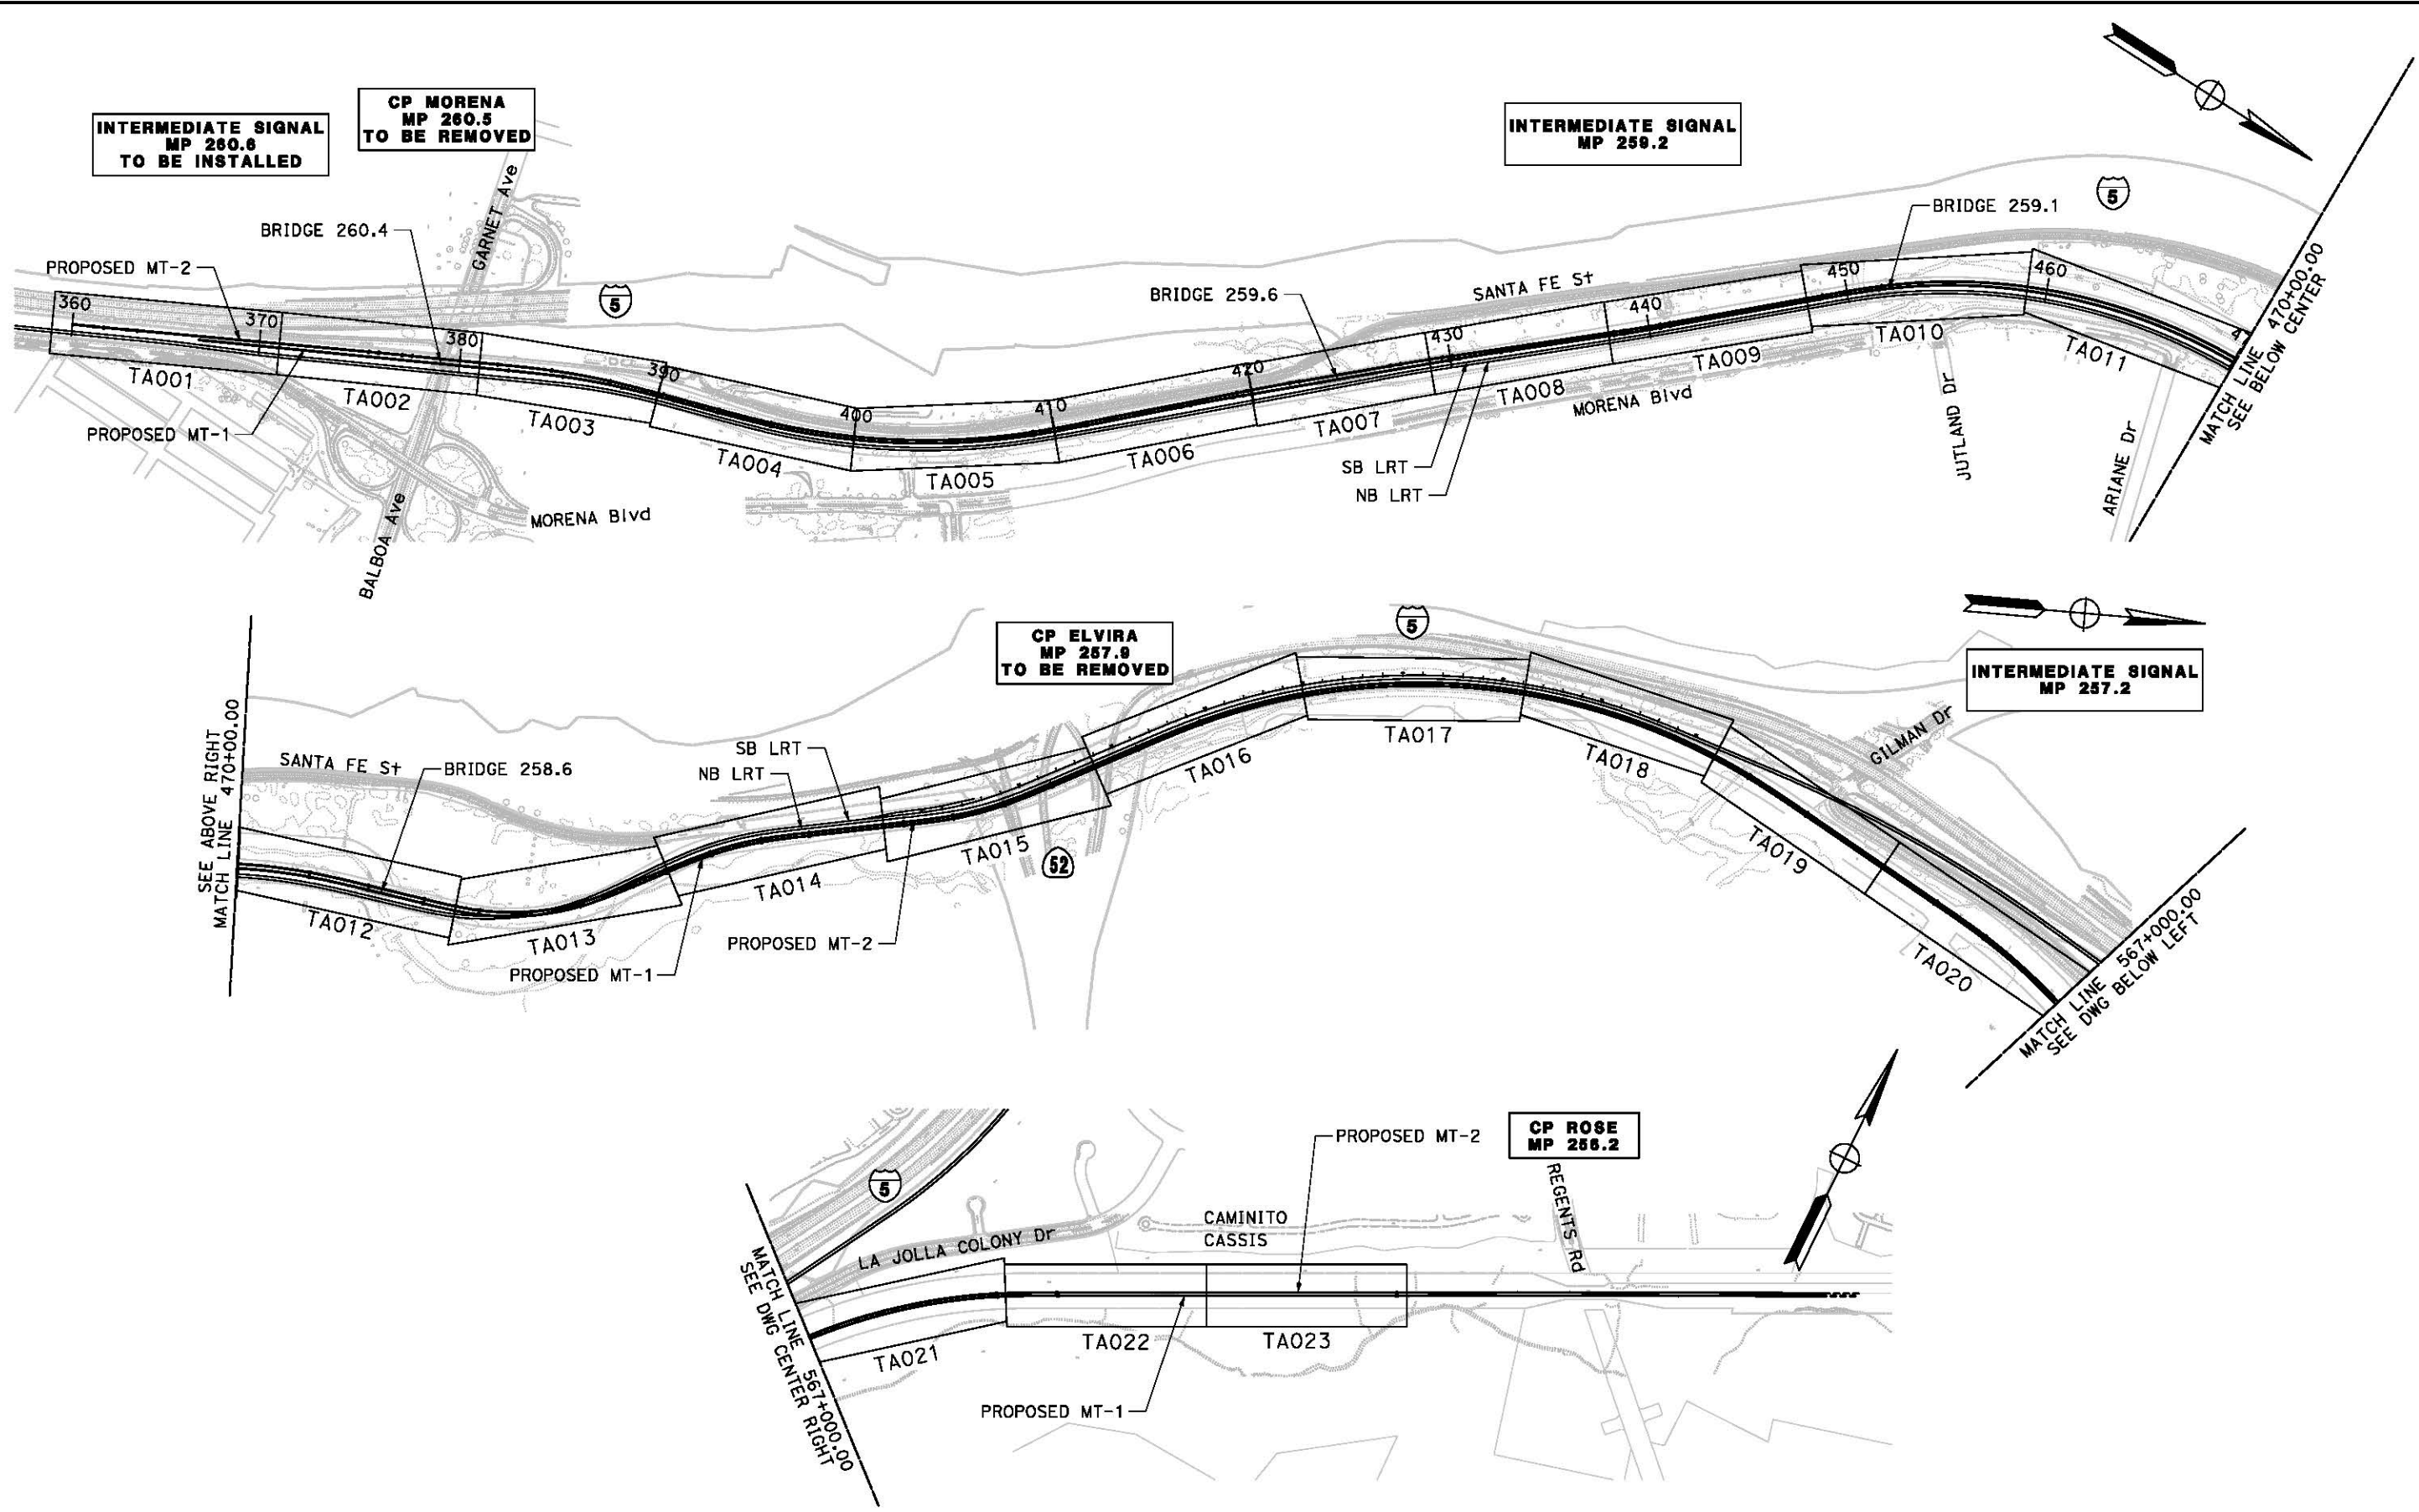 INTERMEDIATE SIGNAL
MP 260.6
TO BE INSTALLED
CP MORENA
MP 260.5
TO BE REMOVED
INTERMEDIATE SIGNAL
MP 259.2
GARNET Ave
BRIDGE 260.4
PROPOSED MT-2
5
BRIDGE 259.6
SANTA FE St
BRIDGE 259.1
5
360
370
380
390
400
410
420
430
440
450
460
TA001
TA002
TA003
TA004
TA005
TA006
TA007
TA008
TA009
TA010
TA011
PROPOSED MT-1
MORENA Blvd
BALBOA Ave
SB LRT
NB LRT
MORENA Blvd
JUTLAND Dr
ARIANE Dr
MATCH LINE 470+00.00
SEE BELOW CENTER
CP ELVIRA
MP 257.9
TO BE REMOVED
5
INTERMEDIATE SIGNAL
MP 257.2
SEE ABOVE RIGHT
MATCH LINE 470+00.00
SANTA FE St
BRIDGE 258.6
SB LRT
NB LRT
GILMAN Dr
TA012
TA013
TA014
TA015
TA016
TA017
TA018
TA019
TA020
52
PROPOSED MT-2
PROPOSED MT-1
MATCH LINE 567+000.00
SEE DWG BELOW LEFT
PROPOSED MT-2
CP ROSE
MP 256.2
5
REGENTS Rd
CAMINITO
CASSIS
LA JOLLA COLONY Dr
MATCH LINE 567+000.00
SEE DWG CENTER RIGHT
TA021
TA022
TA023
PROPOSED MT-1